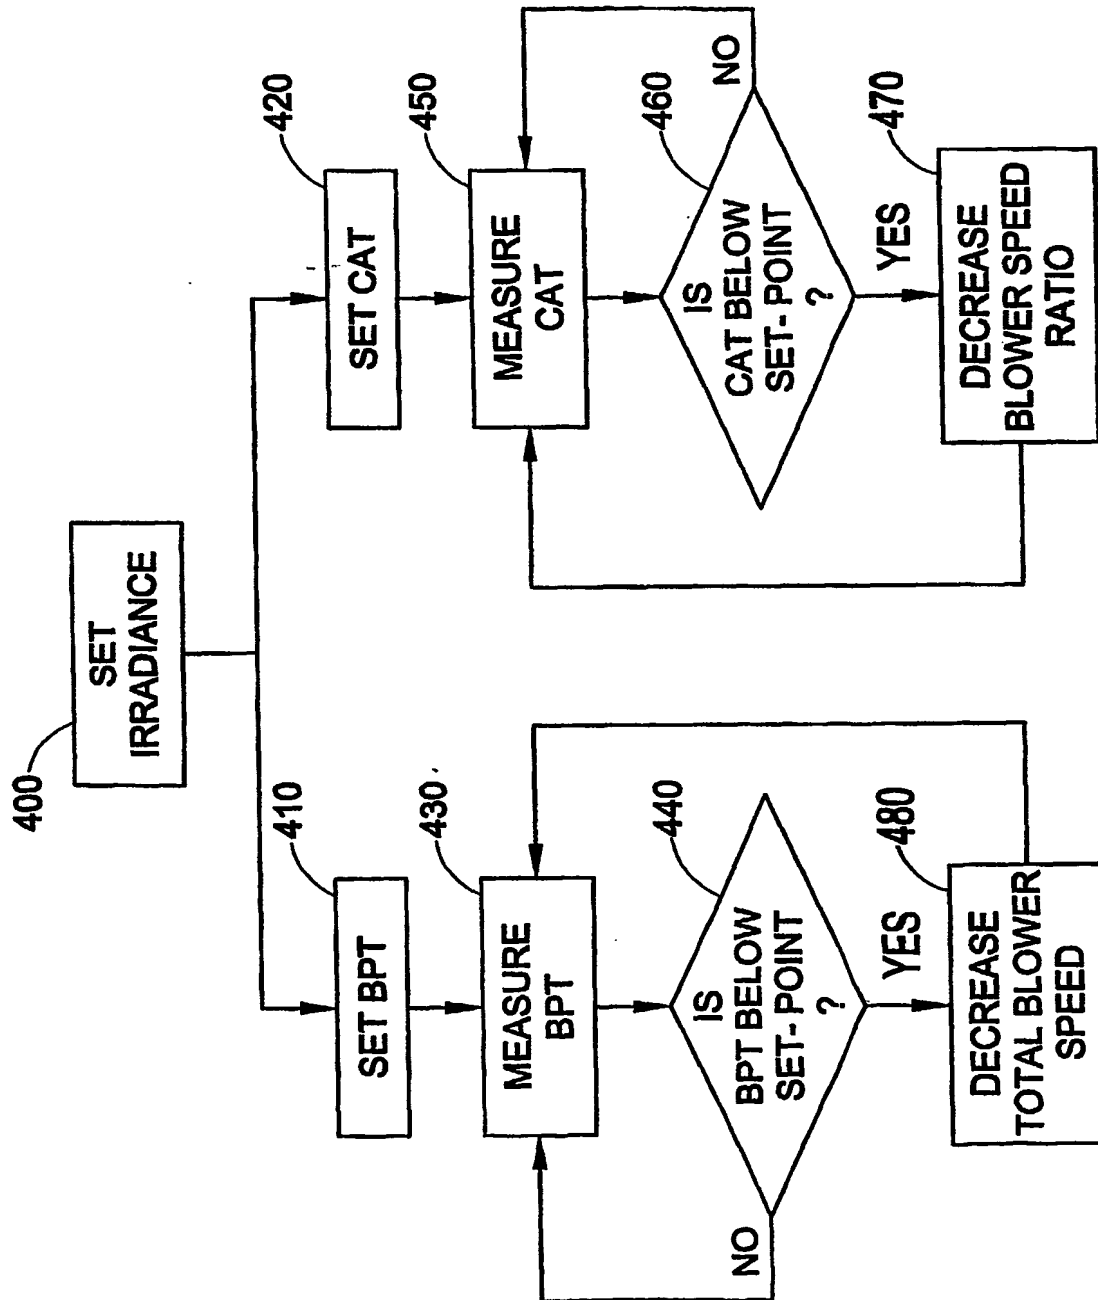 400
SET
IRRADIANCE
410
SET BPT
430
MEASURE
BPT
440
IS
BPT BELOW
SET- POINT
?
NO
YES
480
DECREASE
TOTAL BLOWER
SPEED
420
SET CAT
450
MEASURE
CAT
460
IS
CAT BELOW
SET- POINT
?
NO
YES
470
DECREASE
BLOWER SPEED
RATIO